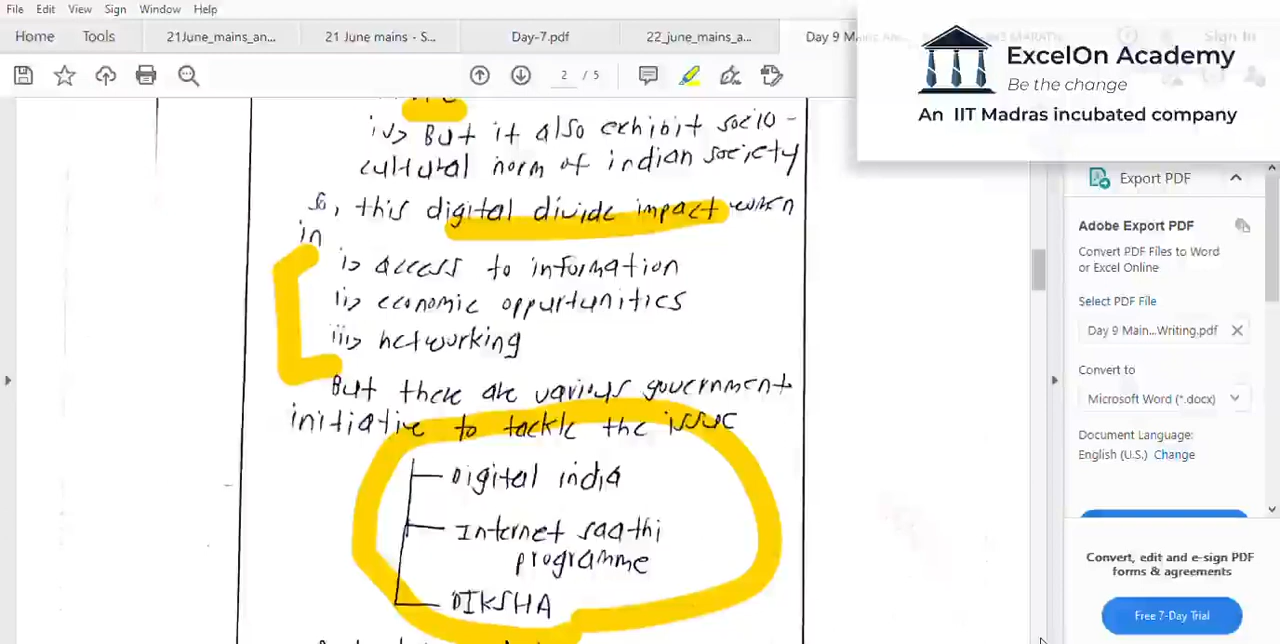 File Edit View Sign Window Help
Home Tools 21June_mains_an... 21 June mains - S... Day-7.pdf 22_june_mains_a... Day 9 M
ExcelOn Academy
Be the change
An IIT Madras incubated company
2 / 5
iv> But it also exhibit socio-
cultural norm of indian society
so, this digital divide impact women
in
i> access to information
ii> economic oppurtunities
iii> networking
But there are various government
initiative to tackle the issue
Digital india
Internet saathi
programme
DIKSHA
Sign In
Export PDF
Adobe Export PDF
Convert PDF Files to Word
or Excel Online
Select PDF File
Day 9 Main...Writing.pdf
Convert to
Microsoft Word (*.docx)
Document Language:
English (U.S.) Change
Convert, edit and e-sign PDF
forms & agreements
Free 7-Day Trial